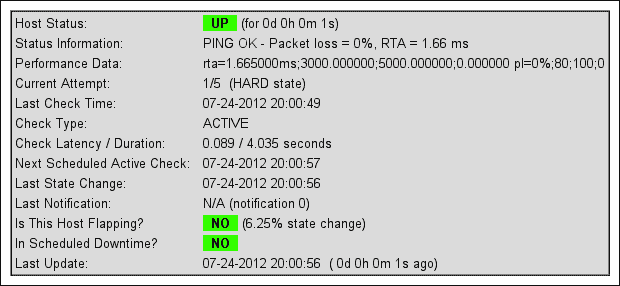 Host Status: UP (for 0d 0h 0m 1s)
Status Information: PING OK - Packet loss = 0%, RTA = 1.66 ms
Performance Data: rta=1.665000ms;3000.000000;5000.000000;0.000000 pl=0%;80;100;0
Current Attempt: 1/5 (HARD state)
Last Check Time: 07-24-2012 20:00:49
Check Type: ACTIVE
Check Latency / Duration: 0.089 / 4.035 seconds
Next Scheduled Active Check: 07-24-2012 20:00:57
Last State Change: 07-24-2012 20:00:56
Last Notification: N/A (notification 0)
Is This Host Flapping? NO (6.25% state change)
In Scheduled Downtime? NO
Last Update: 07-24-2012 20:00:56 ( 0d 0h 0m 1s ago)